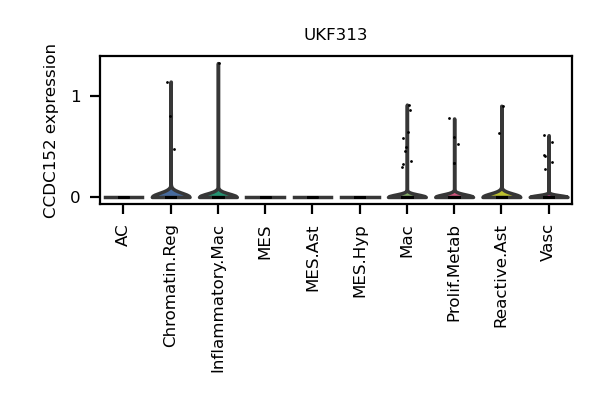 UKF313
CCDC152 expression
1
0
AC
Chromatin.Reg
Inflammatory.Mac
MES
MES.Ast
MES.Hyp
Mac
Prolif.Metab
Reactive.Ast
Vasc